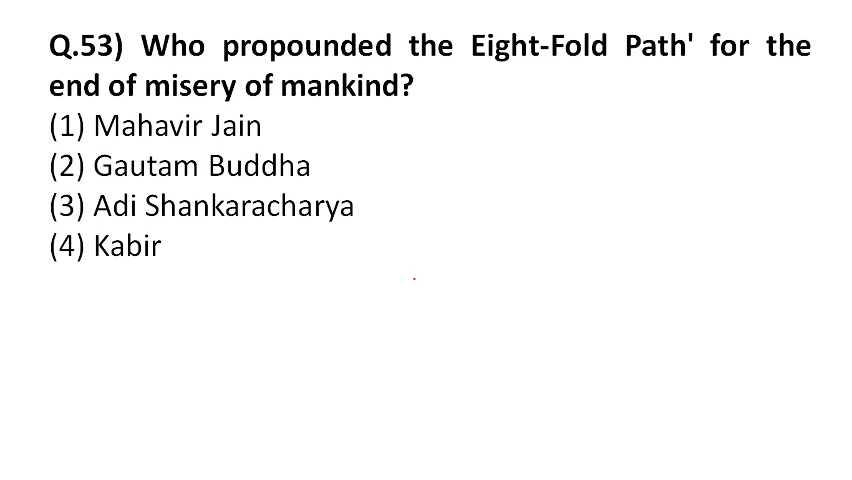 Q.53) Who propounded the Eight-Fold Path' for the
end of misery of mankind?
(1) Mahavir Jain
(2) Gautam Buddha
(3) Adi Shankaracharya
(4) Kabir